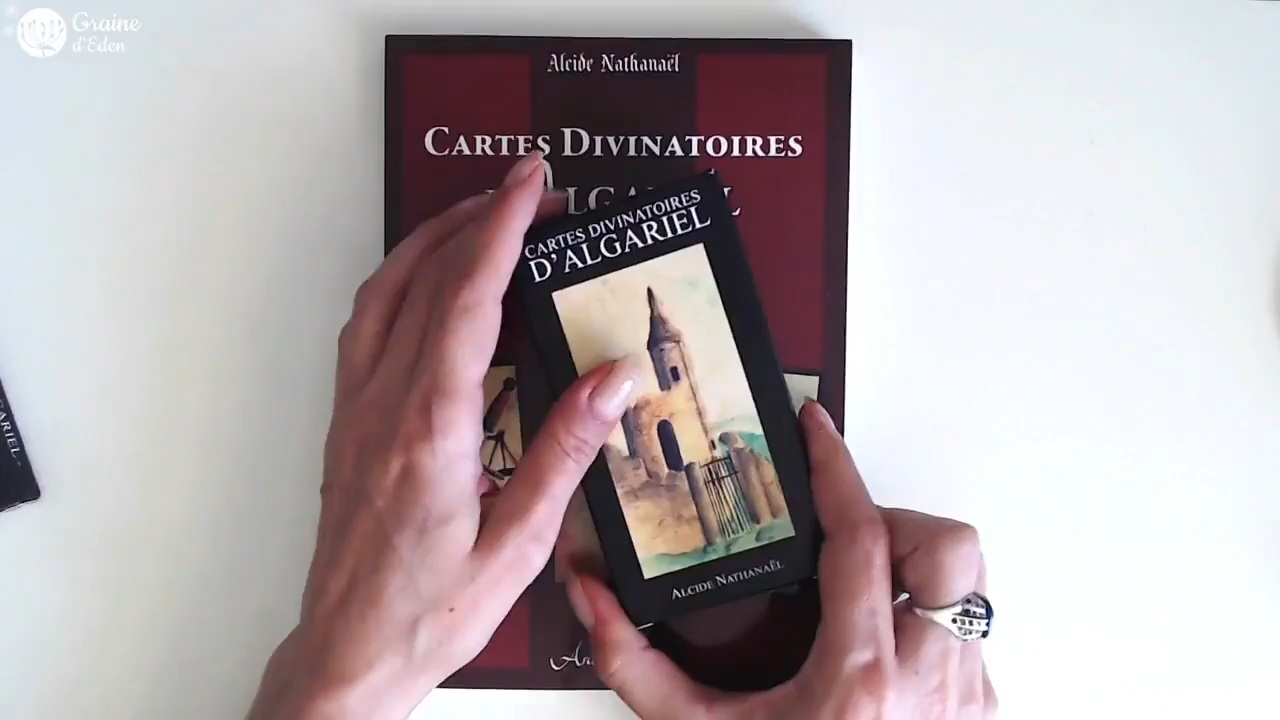 Graine
d'Eden
Alcide Nathanaël
CARTES DIVINATOIRES
CARTES DIVINATOIRES
D'ALGARIEL
ALCIDE NATHANAËL